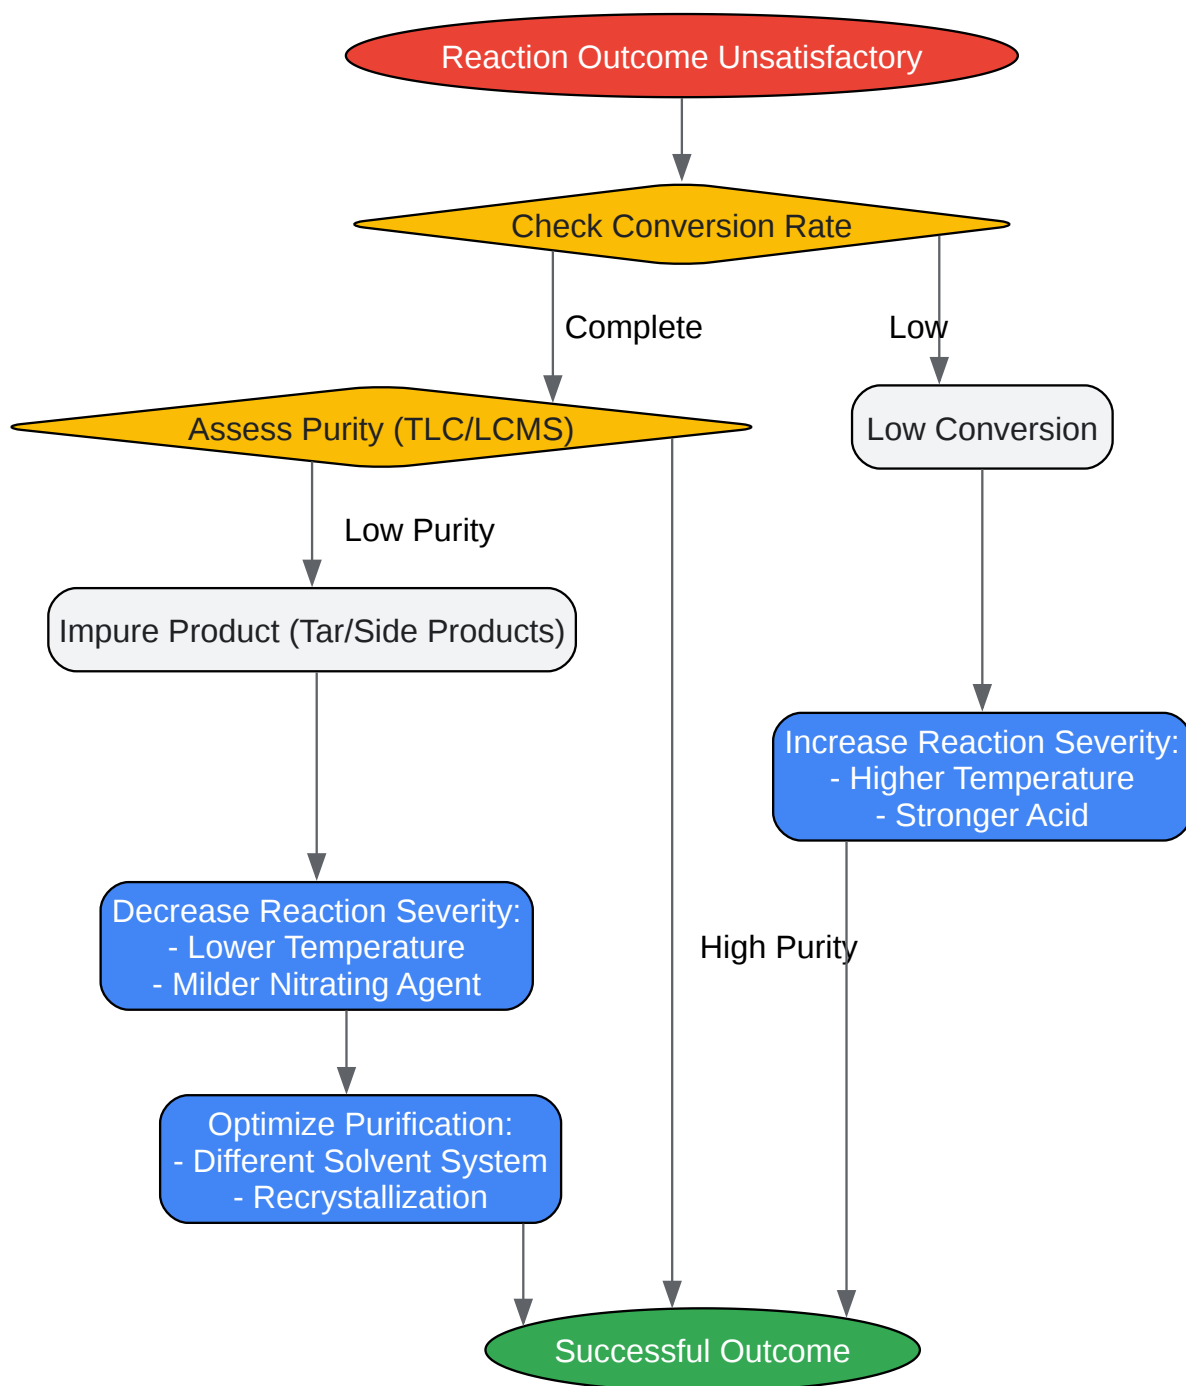 Reaction Outcome Unsatisfactory
Check Conversion Rate
Complete
Low
Assess Purity (TLC/LCMS)
Low Conversion
Low Purity
Impure Product (Tar/Side Products)
Increase Reaction Severity:
- Higher Temperature
- Stronger Acid
Decrease Reaction Severity:
- Lower Temperature
- Milder Nitrating Agent
High Purity
Optimize Purification:
- Different Solvent System
- Recrystallization
Successful Outcome